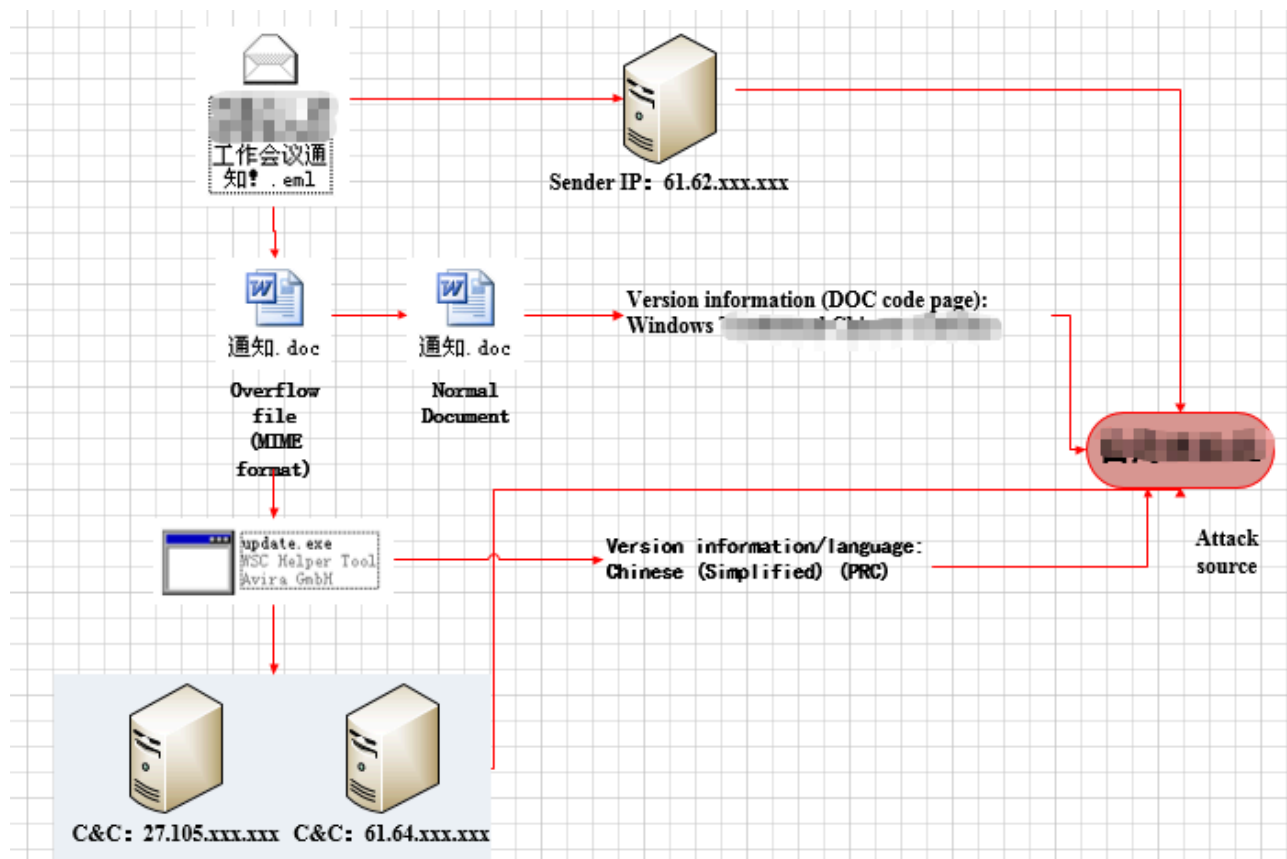 工作会议通
知!.eml
Sender IP: 61.62.xxx.xxx
通知.doc
Overflow
file
(MIME
format)
通知.doc
Normal
Document
Version information (DOC code page):
Windows
update.exe
WSC Helper Tool
Avira GmbH
Version information/language:
Chinese (Simplified) (PRC)
Attack
source
C&C: 27.105.xxx.xxx
C&C: 61.64.xxx.xxx